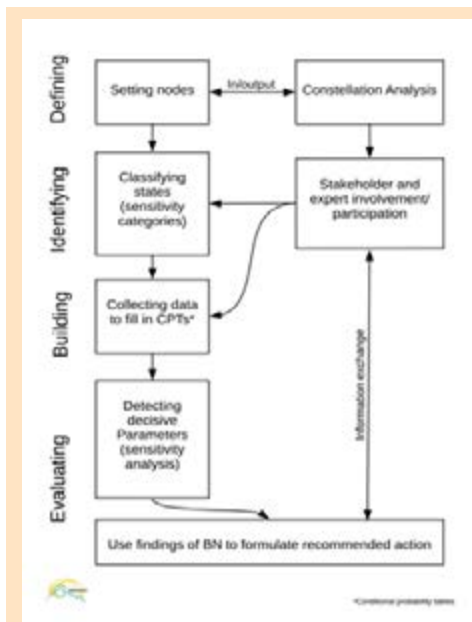 Defining
Setting nodes
In/output
Constellation Analysis
Identifying
Classifying
states
(sensitivity
categories)
Stakeholder and
expert involvement/
participation
Building
Collecting data
to fill in CPTs*
Information exchange
Evaluating
Detecting
decisive
Parameters
(sensitivity
analysis)
Use findings of BN to formulate recommended action
*Conditional probability tables